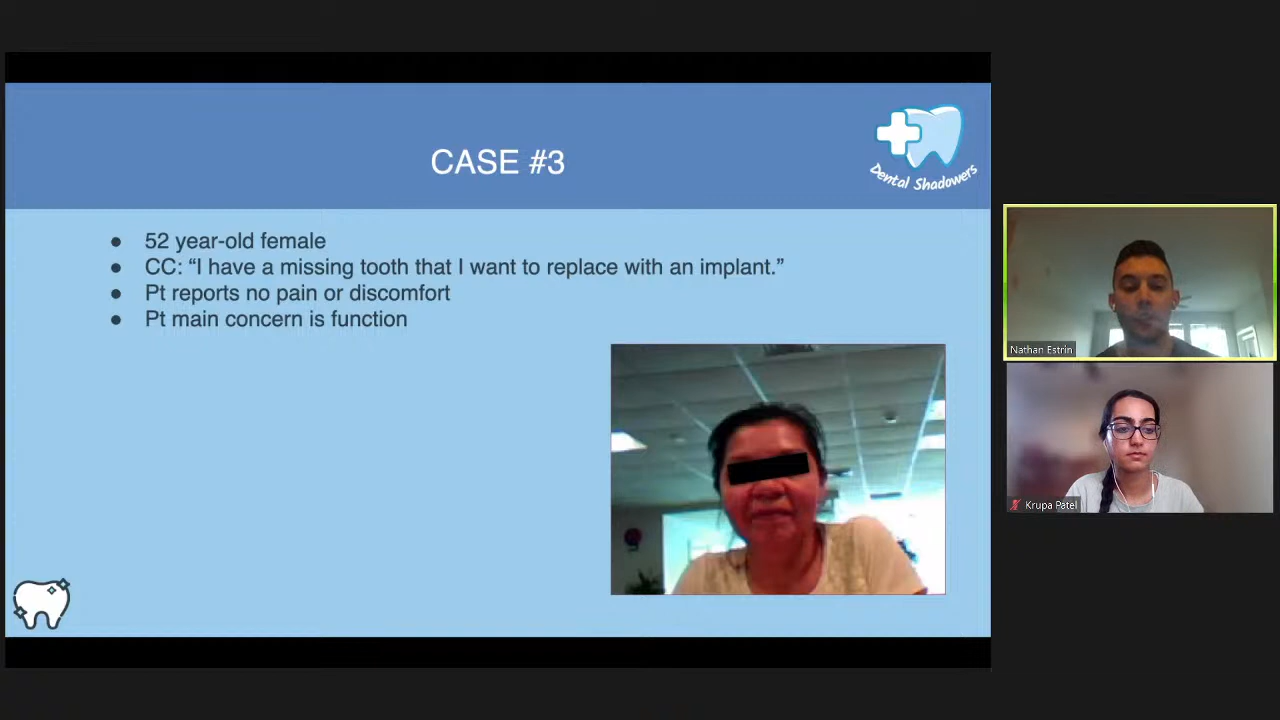 CASE #3
Dental Shadowers
● 52 year-old female
● CC: “I have a missing tooth that I want to replace with an implant.”
● Pt reports no pain or discomfort
● Pt main concern is function
Nathan Estrin
Krupa Patel